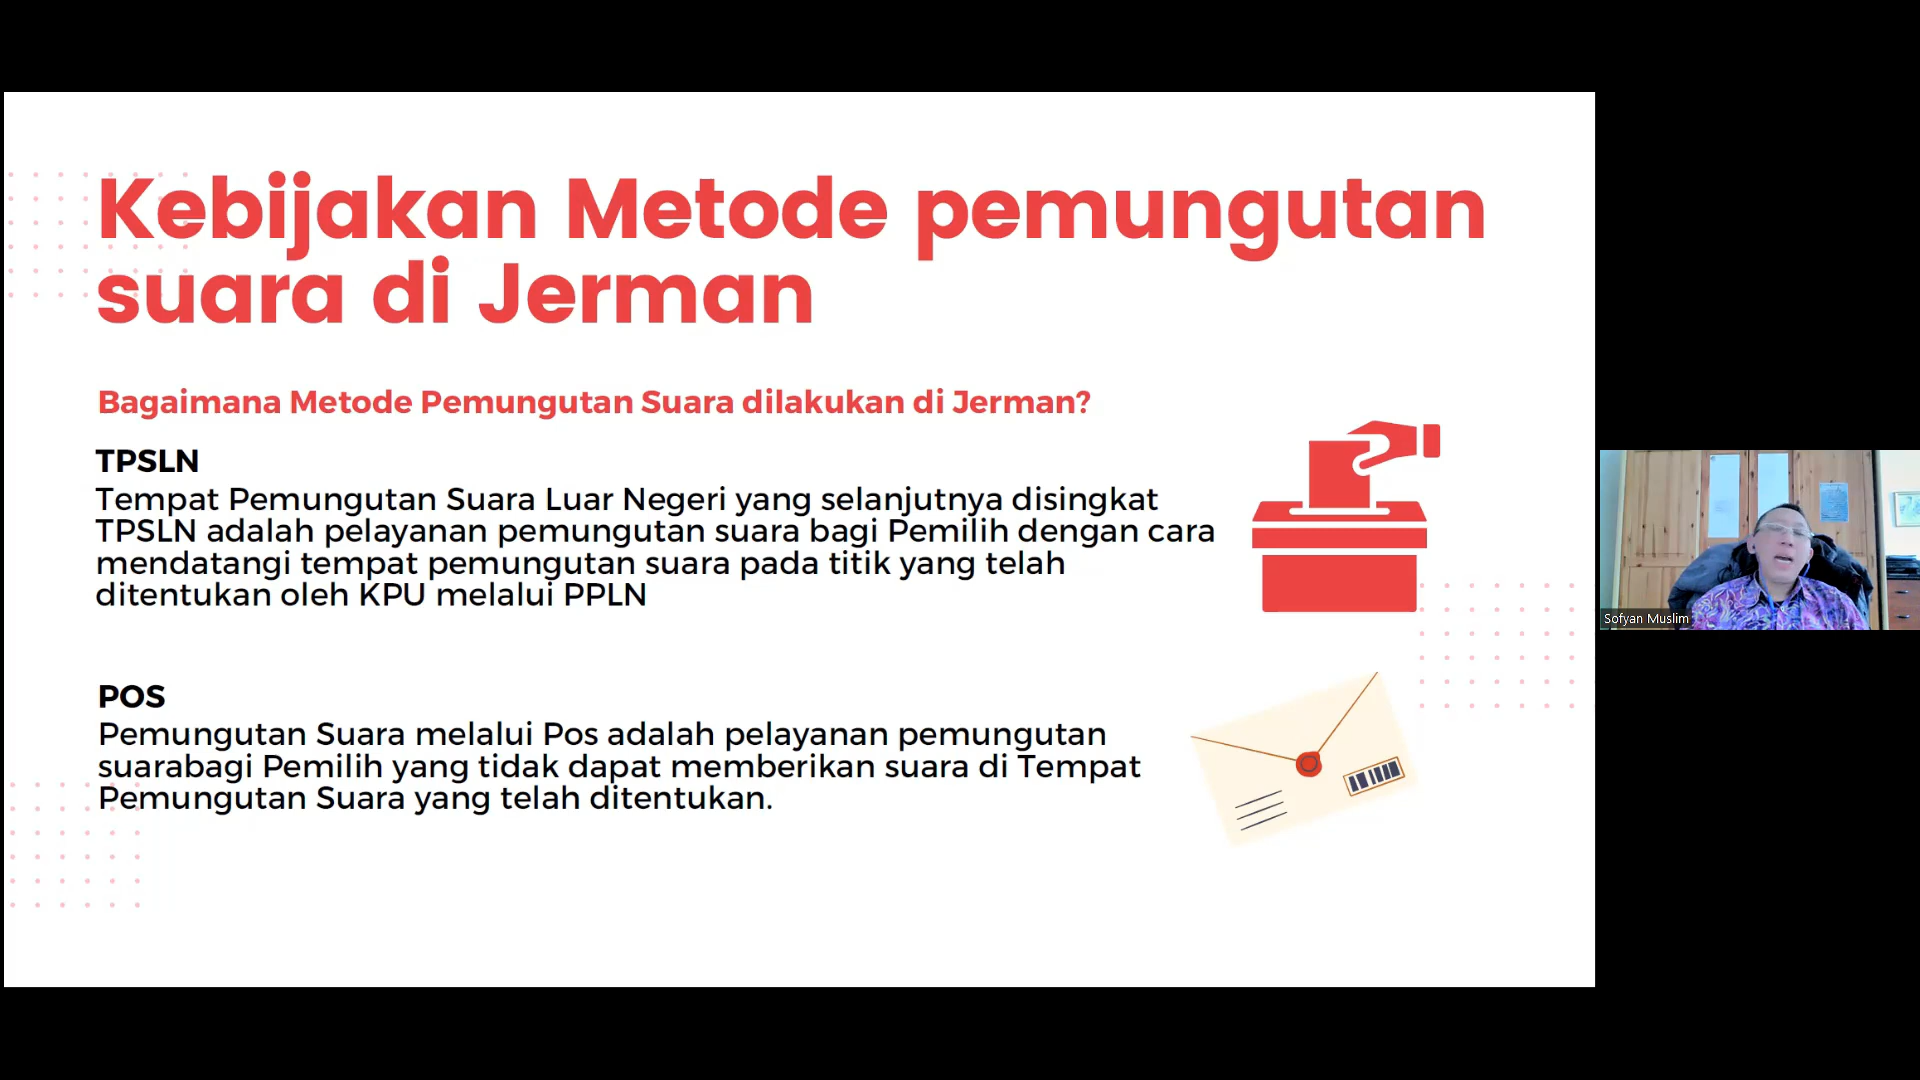 Kebijakan Metode pemungutan
suara di Jerman
Bagaimana Metode Pemungutan Suara dilakukan di Jerman?
TPSLN
Tempat Pemungutan Suara Luar Negeri yang selanjutnya disingkat
TPSLN adalah pelayanan pemungutan suara bagi Pemilih dengan cara
mendatangi tempat pemungutan suara pada titik yang telah
ditentukan oleh KPU melalui PPLN
POS
Pemungutan Suara melalui Pos adalah pelayanan pemungutan
suarabagi Pemilih yang tidak dapat memberikan suara di Tempat
Pemungutan Suara yang telah ditentukan.
Sofyan Muslim